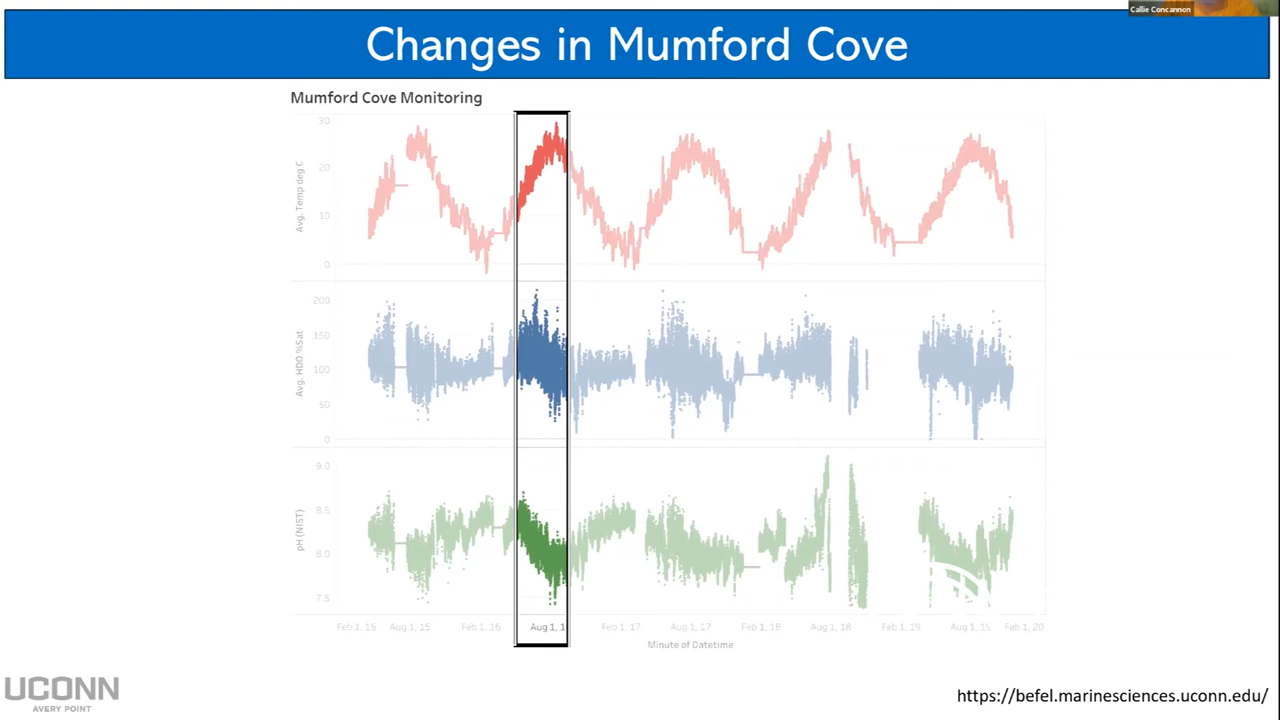 Callie Concannon
Changes in Mumford Cove
Mumford Cove Monitoring
Avg. Temp deg C
30
20
10
0
Avg. HDO %Sat
200
150
100
50
0
pH (NIST)
9.0
8.5
8.0
7.5
Feb 1, 15 Aug 1, 15 Feb 1, 16 Aug 1, 1 Feb 1, 17 Aug 1, 17 Feb 1, 18 Aug 1, 18 Feb 1, 19 Aug 1, 19 Feb 1, 20
Minute of Datetime
UCONN
AVERY POINT
https://befel.marinesciences.uconn.edu/